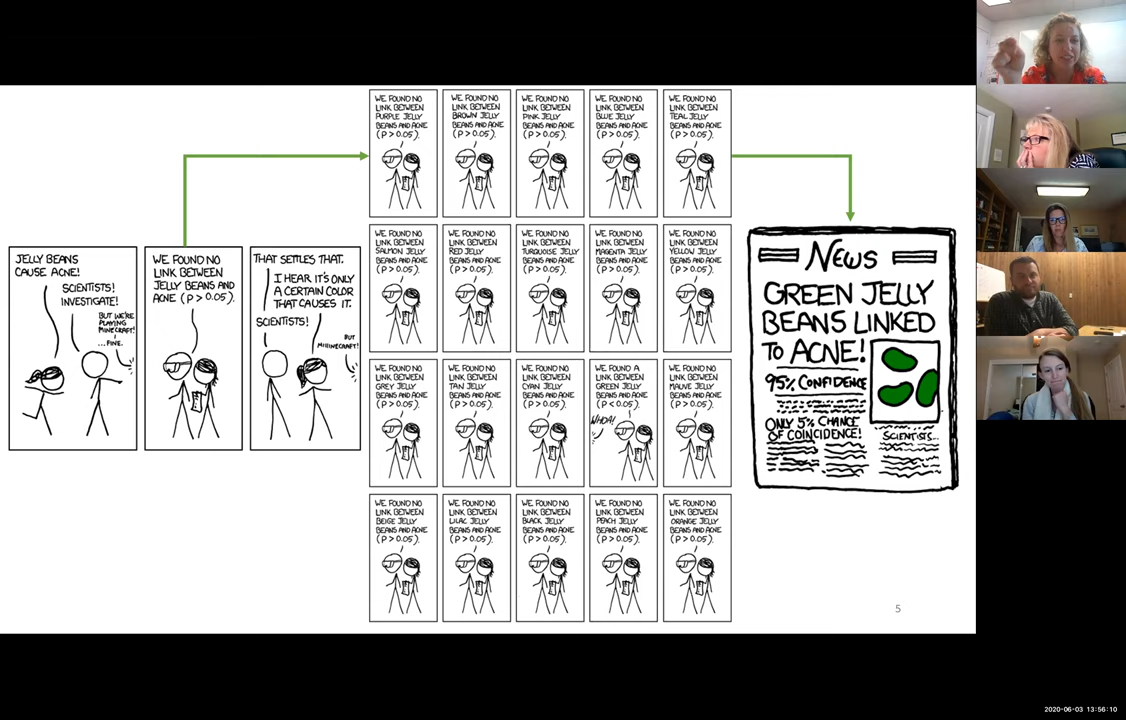 JELLY BEANS
CAUSE ACNE!
SCIENTISTS!
INVESTIGATE!
BUT WE'RE
PLAYING
MINECRAFT!
...FINE.
WE FOUND NO
LINK BETWEEN
JELLY BEANS AND
ACNE (P > 0.05).
THAT SETTLES THAT.
I HEAR IT'S ONLY
A CERTAIN COLOR
THAT CAUSES IT.
SCIENTISTS!
BUT
MIIIINECRAFT!
WE FOUND NO
LINK BETWEEN
PURPLE JELLY
BEANS AND ACNE
(P > 0.05).
WE FOUND NO
LINK BETWEEN
BROWN JELLY
BEANS AND ACNE
(P > 0.05).
WE FOUND NO
LINK BETWEEN
PINK JELLY
BEANS AND ACNE
(P > 0.05).
WE FOUND NO
LINK BETWEEN
BLUE JELLY
BEANS AND ACNE
(P > 0.05).
WE FOUND NO
LINK BETWEEN
TEAL JELLY
BEANS AND ACNE
(P > 0.05).
WE FOUND NO
LINK BETWEEN
SALMON JELLY
BEANS AND ACNE
(P > 0.05).
WE FOUND NO
LINK BETWEEN
RED JELLY
BEANS AND ACNE
(P > 0.05).
WE FOUND NO
LINK BETWEEN
TURQUOISE JELLY
BEANS AND ACNE
(P > 0.05).
WE FOUND NO
LINK BETWEEN
MAGENTA JELLY
BEANS AND ACNE
(P > 0.05).
WE FOUND NO
LINK BETWEEN
YELLOW JELLY
BEANS AND ACNE
(P > 0.05).
WE FOUND NO
LINK BETWEEN
GREY JELLY
BEANS AND ACNE
(P > 0.05).
WE FOUND NO
LINK BETWEEN
TAN JELLY
BEANS AND ACNE
(P > 0.05).
WE FOUND NO
LINK BETWEEN
CYAN JELLY
BEANS AND ACNE
(P > 0.05).
WE FOUND A
LINK BETWEEN
GREEN JELLY
BEANS AND ACNE
(P < 0.05).
WHOA!
WE FOUND NO
LINK BETWEEN
MAUVE JELLY
BEANS AND ACNE
(P > 0.05).
WE FOUND NO
LINK BETWEEN
BEIGE JELLY
BEANS AND ACNE
(P > 0.05).
WE FOUND NO
LINK BETWEEN
LILAC JELLY
BEANS AND ACNE
(P > 0.05).
WE FOUND NO
LINK BETWEEN
BLACK JELLY
BEANS AND ACNE
(P > 0.05).
WE FOUND NO
LINK BETWEEN
PEACH JELLY
BEANS AND ACNE
(P > 0.05).
WE FOUND NO
LINK BETWEEN
ORANGE JELLY
BEANS AND ACNE
(P > 0.05).
NEWS
GREEN JELLY
BEANS LINKED
TO ACNE!
95% CONFIDENCE
ONLY 5% CHANCE
OF COINCIDENCE!
SCIENTISTS...
5
2020-06-03 13:56:10